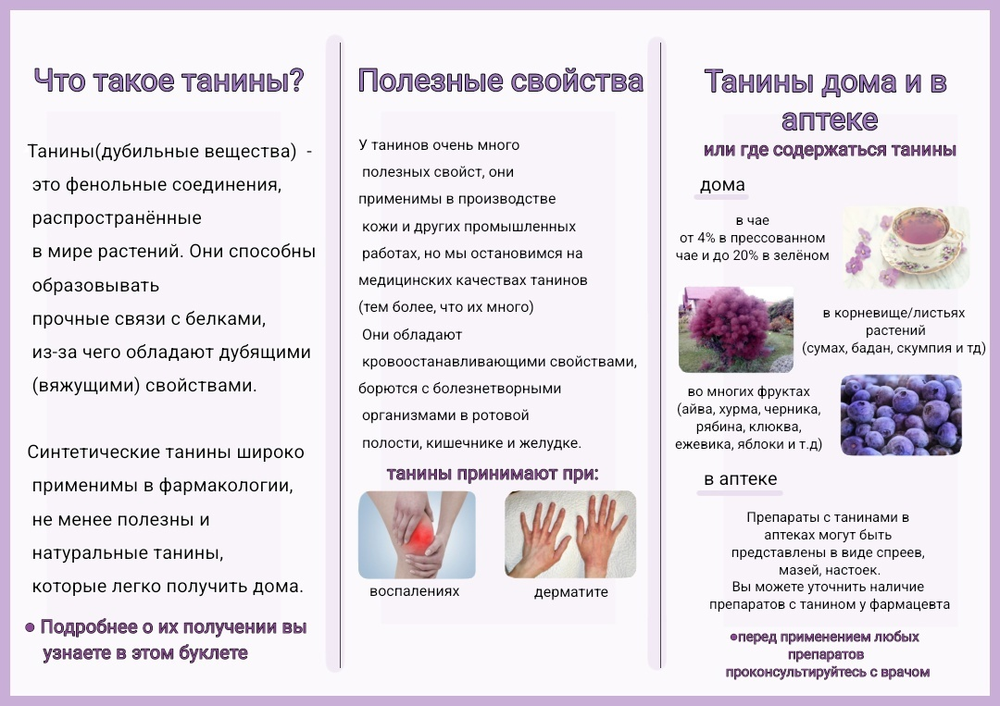 Что такое танины?
Танины(дубильные вещества) -
это фенольные соединения,
распространённые
в мире растений. Они способны
образовывать
прочные связи с белками,
из-за чего обладают дубящими
(вяжущими) свойствами.
Синтетические танины широко
применимы в фармакологии,
не менее полезны и
натуральные танины,
которые легко получить дома.
• Подробнее о их получении вы
узнаете в этом буклете
Полезные свойства
У танинов очень много
полезных свойст, они
применимы в производстве
кожи и других промышленных
работах, но мы остановимся на
медицинских качествах танинов
(тем более, что их много)
Они обладают
кровоостанавливающими свойствами,
борются с болезнетворными
организмами в ротовой
полости, кишечнике и желудке.
танины принимают при:
воспалениях
дерматите
Танины дома и в
аптеке
или где содержаться танины
дома
в чае
от 4% в прессованном
чае и до 20% в зелёном
в корневище/листьях
растений
(сумах, бадан, скумпия и тд)
во многих фруктах
(айва, хурма, черника,
рябина, клюква,
ежевика, яблоки и т.д)
в аптеке
Препараты с танинами в
аптеках могут быть
представлены в виде спреев,
мазей, настоек.
Вы можете уточнить наличие
препаратов с танином у фармацевта
•перед применением любых
препаратов
проконсультируйтесь с врачом